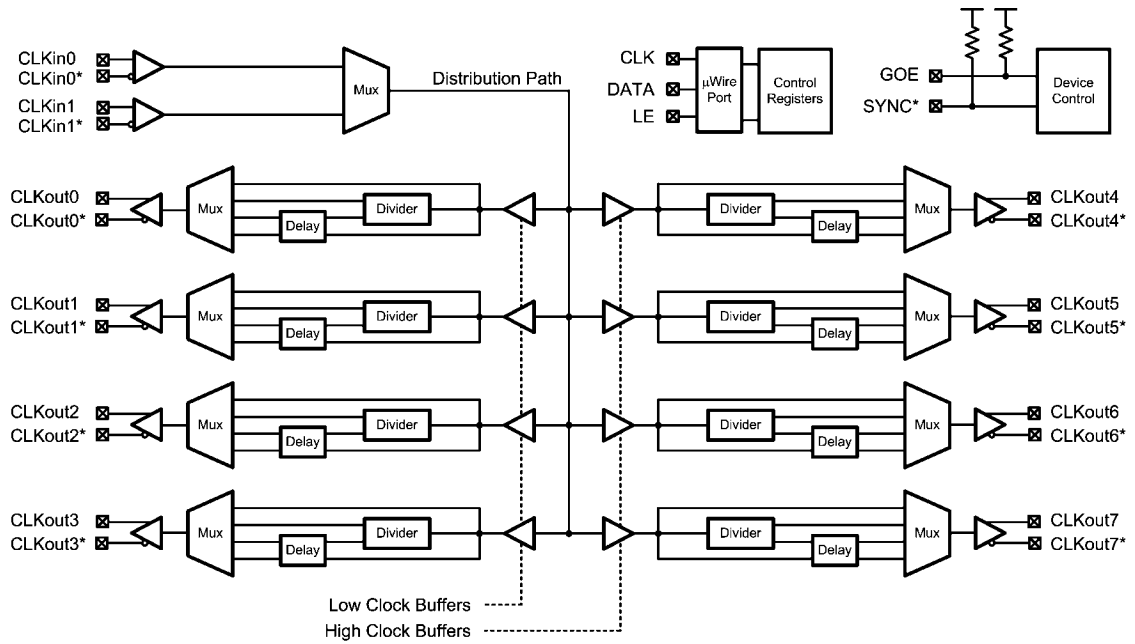 CLKin0
CLKin0*
CLKin1
CLKin1*
Mux
Distribution Path
CLK
DATA
LE
µWire
Port
Control
Registers
GOE
SYNC*
Device
Control
CLKout0
CLKout0*
Mux
Divider
Delay
Divider
Delay
Mux
CLKout4
CLKout4*
CLKout1
CLKout1*
Mux
Divider
Delay
Divider
Delay
Mux
CLKout5
CLKout5*
CLKout2
CLKout2*
Mux
Divider
Delay
Divider
Delay
Mux
CLKout6
CLKout6*
CLKout3
CLKout3*
Mux
Divider
Delay
Divider
Delay
Mux
CLKout7
CLKout7*
Low Clock Buffers
High Clock Buffers